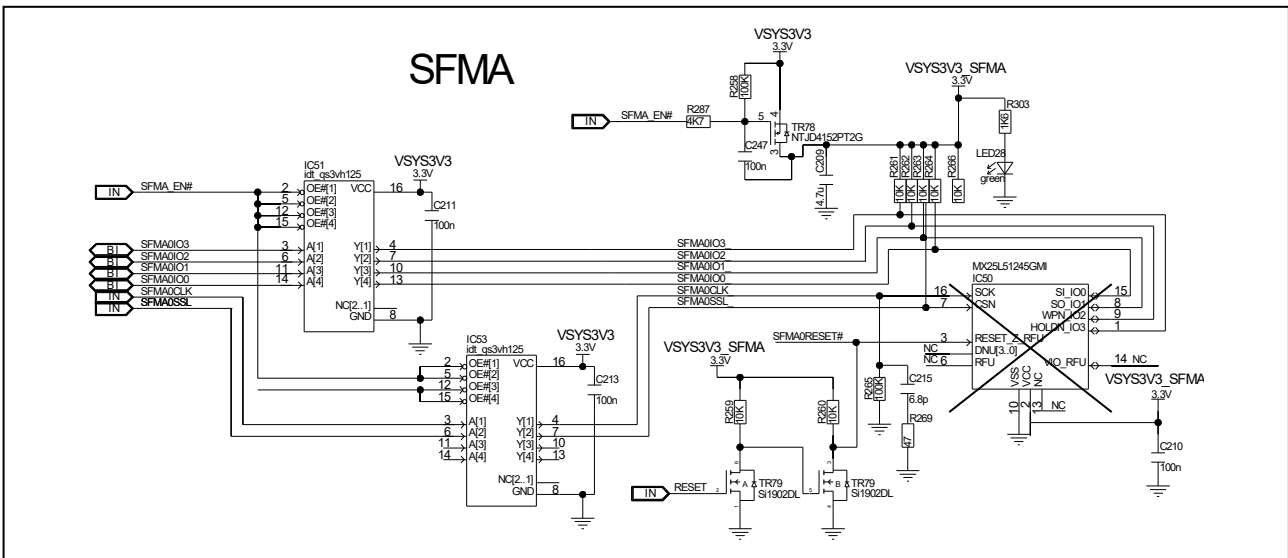 SFMA
VSYS3V3
3.3V
R258
100K
IN
SFMA_EN#
R287
4K7
5
4
3
TR78
NTJD4152PT2G
C247
100n
C209
4.7u
VSYS3V3_SFMA
3.3V
R303
1K6
LED28
green
R261
10K
R262
10K
R263
10K
R264
10K
R266
10K
IC51
idt_qs3vh125
VSYS3V3
3.3V
IN
SFMA_EN#
2 OE#[1] VCC 16
5 OE#[2]
12 OE#[3]
15 OE#[4]
C211
100n
BI SFMA0IO3 3 A[1] Y[1] 4 SFMA0IO3_
BI SFMA0IO2 6 A[2] Y[2] 7 SFMA0IO2_
BI SFMA0IO1 11 A[3] Y[3] 10 SFMA0IO1_
BI SFMA0IO0 14 A[4] Y[4] 13 SFMA0IO0_
IN SFMA0CLK
IN SFMA0SSL
NC[2..1]
GND 8
SFMA0CLK_
SFMA0SSL_
MX25L51245GMI
IC50
16 SCK SI_IO0 15
7 CSN SO_IO1 8
WPN_IO2 9
HOLDN_IO3 1
SFMA0RESET#
3 RESET_Z_RFU
NC DNU[3..0]
NC 6 RFU VIO_RFU 14 NC
VSS VCC NC
10 2 13 NC
VSYS3V3_SFMA
3.3V
C210
100n
IC53
idt_qs3vh125
VSYS3V3
3.3V
2 OE#[1] VCC 16
5 OE#[2]
12 OE#[3]
15 OE#[4]
C213
100n
3 A[1] Y[1] 4
6 A[2] Y[2] 7
11 A[3] Y[3] 10
14 A[4] Y[4] 13
NC[2..1]
GND 8
VSYS3V3_SFMA
3.3V
R259
10K
R260
10K
R265
100K
C215
6.8p
R269
47
IN RESET 2
6
A
1
TR79
Si1902DL
5
3
B
4
TR79
Si1902DL